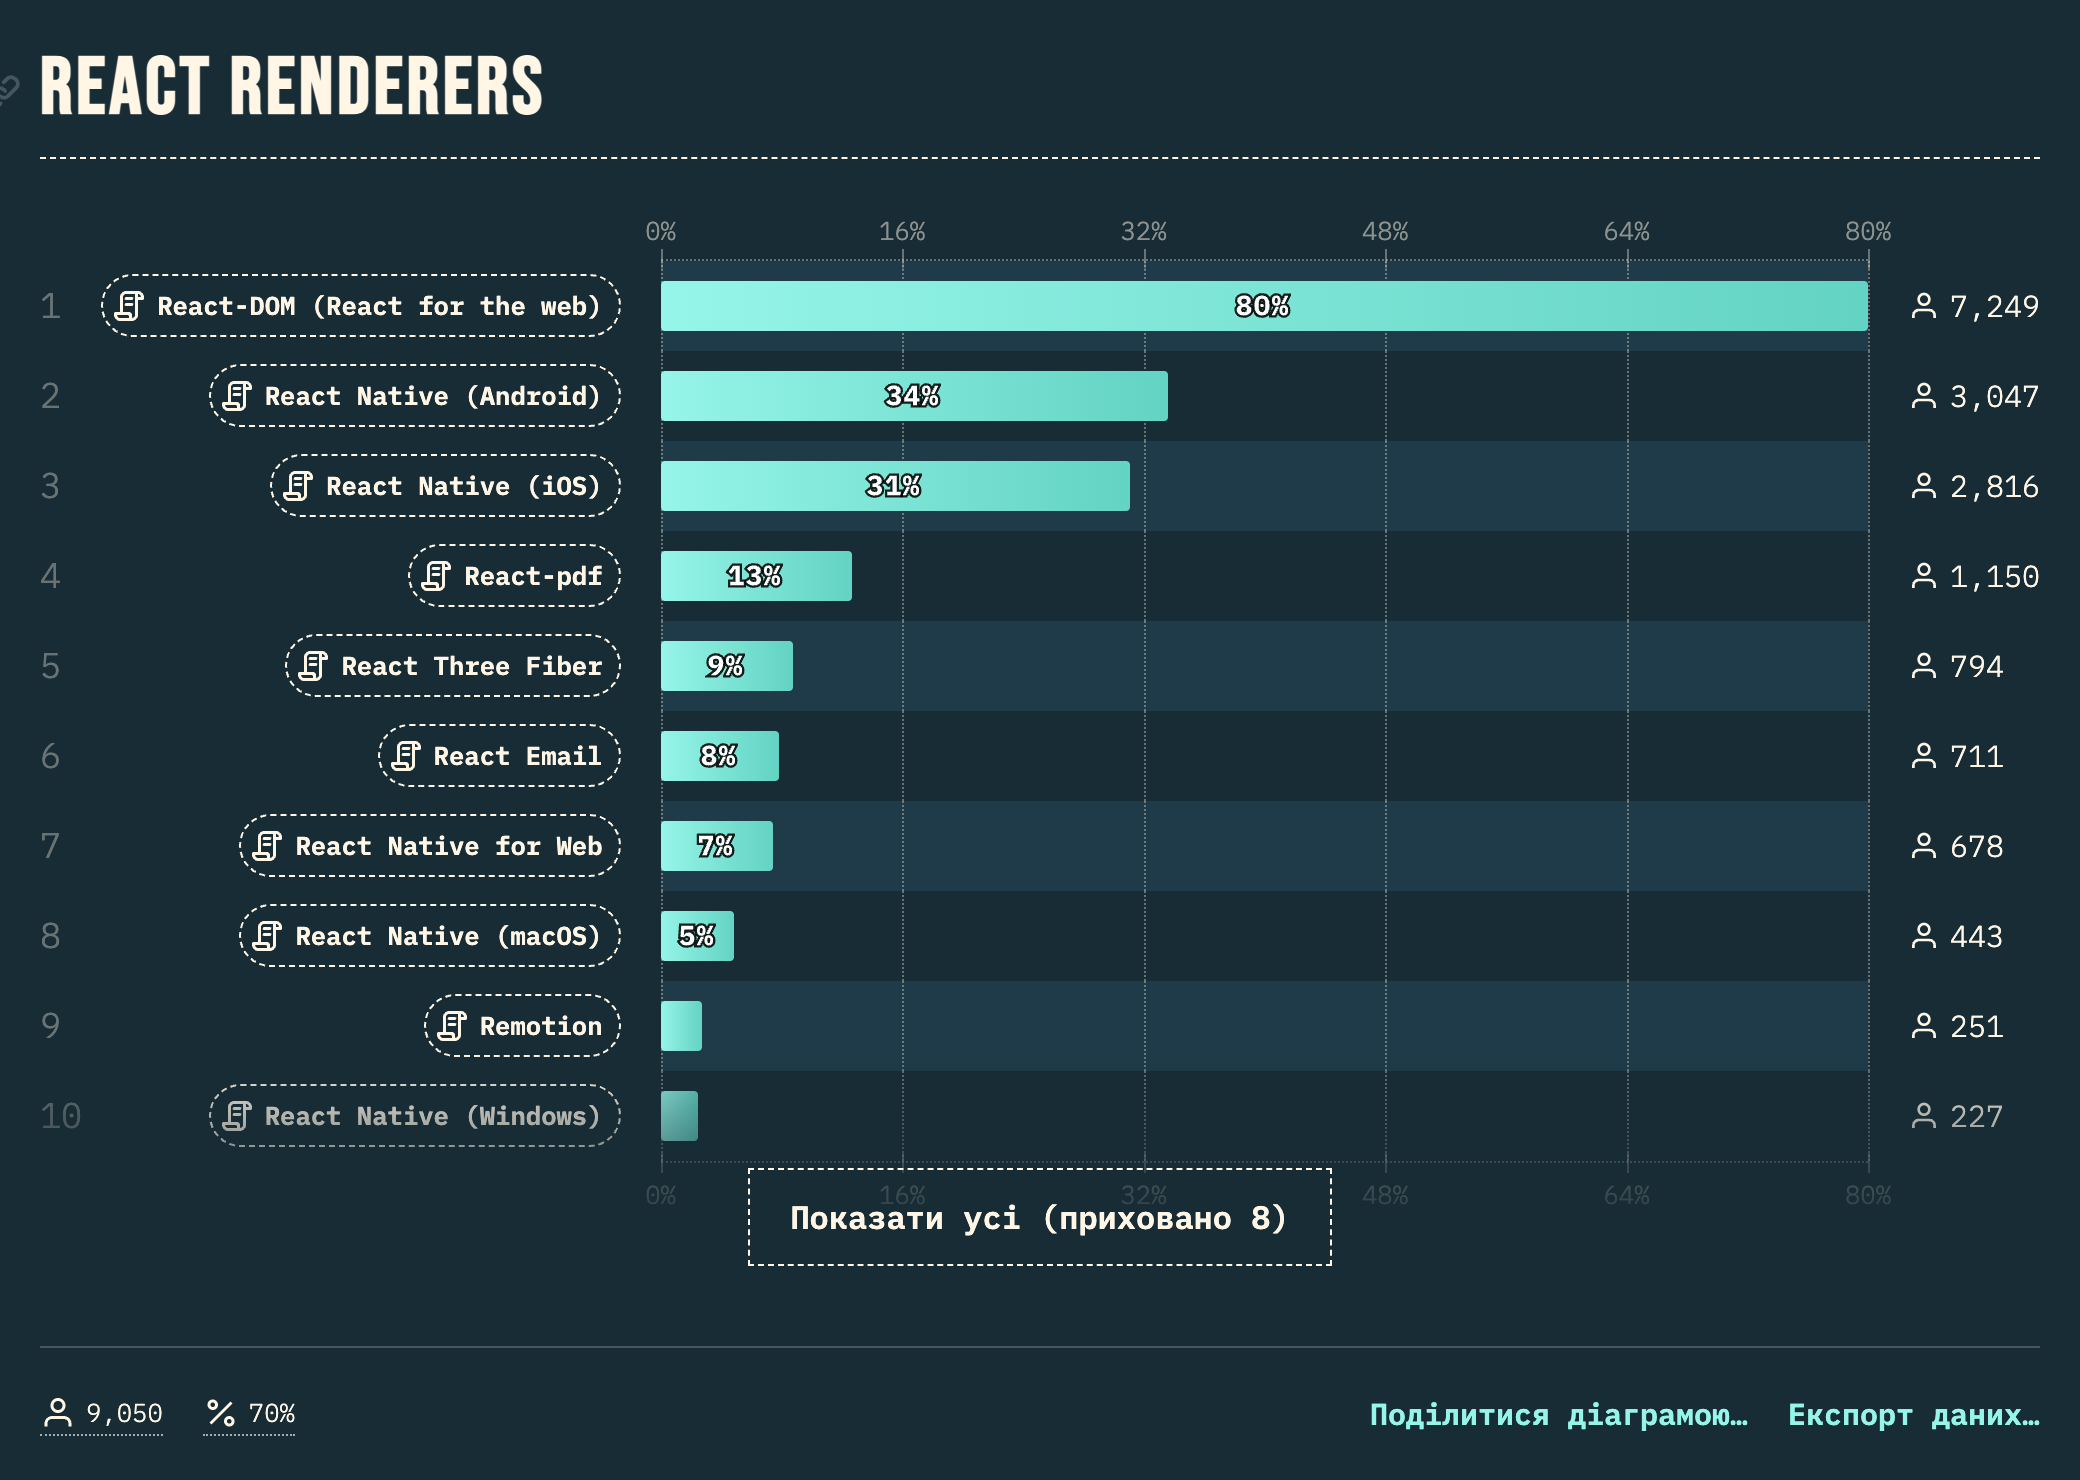 REACT RENDERERS
0% 16% 32% 48% 64% 80%
1 React-DOM (React for the web) 80% 7,249
2 React Native (Android) 34% 3,047
3 React Native (iOS) 31% 2,816
4 React-pdf 13% 1,150
5 React Three Fiber 9% 794
6 React Email 8% 711
7 React Native for Web 7% 678
8 React Native (macOS) 5% 443
9 Remotion 251
10 React Native (Windows) 227
0% 16% 32% 48% 64% 80%
Показати усі (приховано 8)
9,050 70% Поділитися діаграмою… Експорт даних…